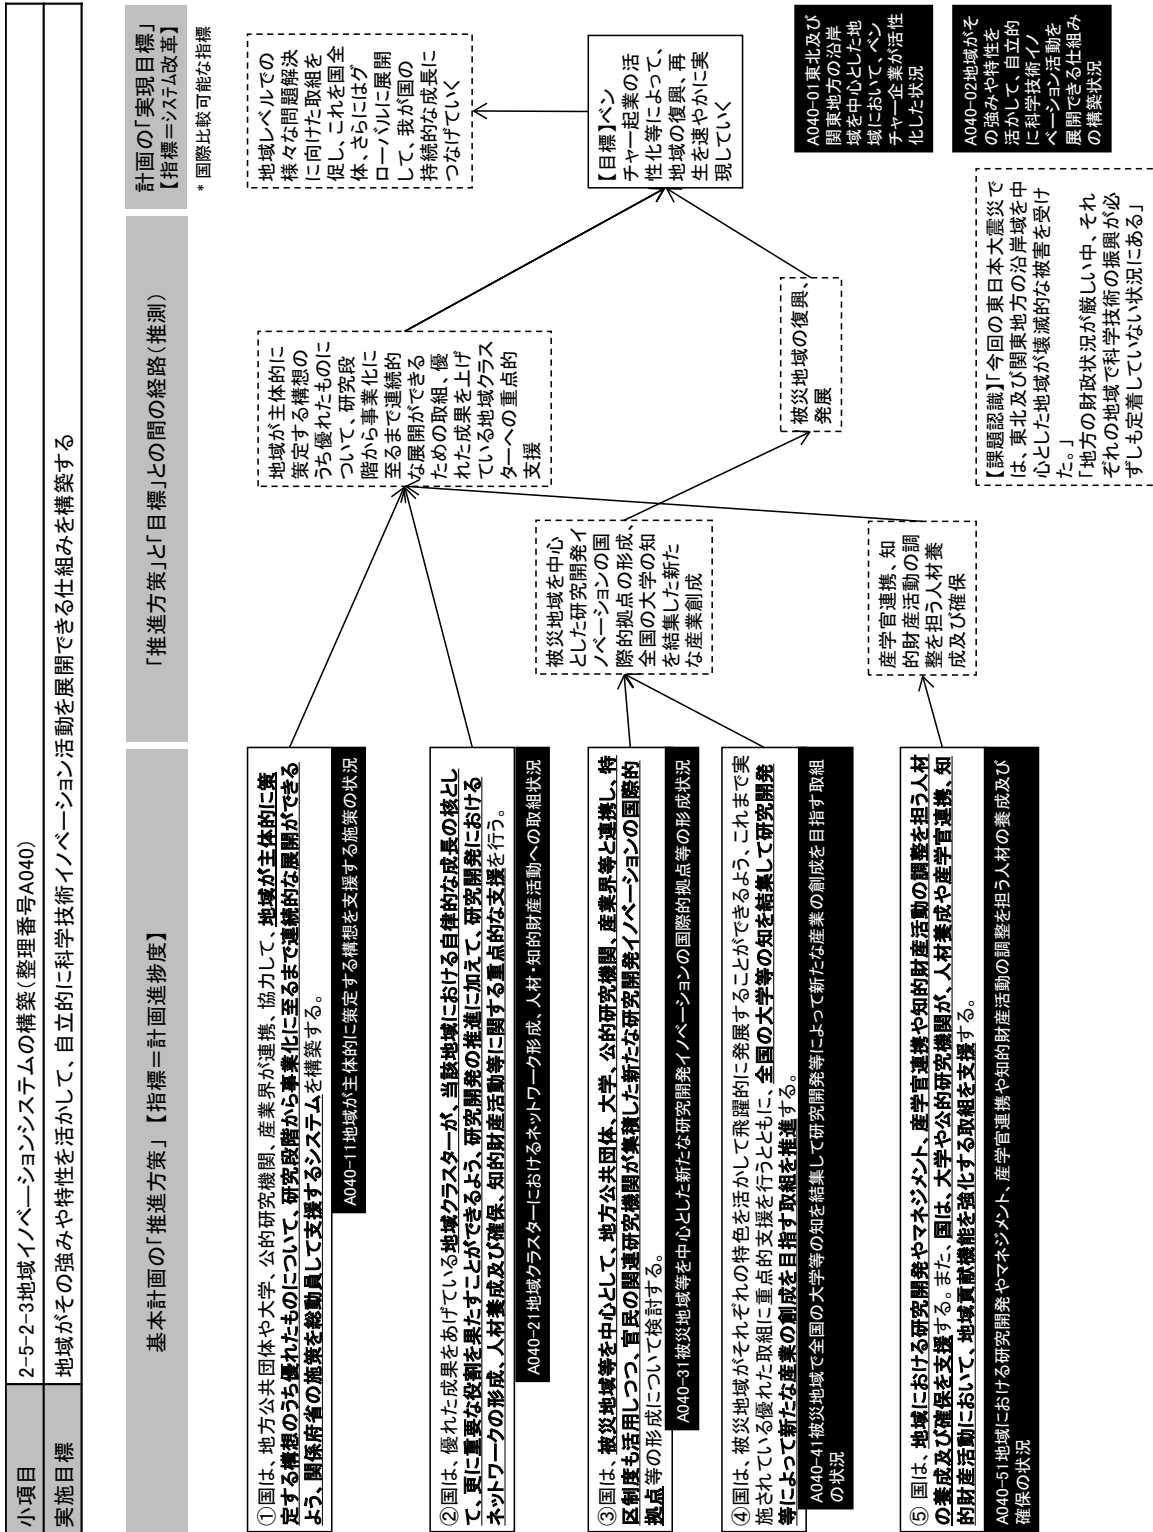 小項目
2-5-2-3地域イノベーションシステムの構築(整理番号A040)
実施目標
地域がその強みや特性を活かして、自立的に科学技術イノベーション活動を展開できる仕組みを構築する
基本計画の「推進方策」【指標＝計画進捗度】
「推進方策」と「目標」との間の経路(推測)
計画の「実現目標」
【指標＝システム改革】
* 国際比較可能な指標
①国は、地方公共団体や大学、公的研究機関、産業界が連携、協力して、地域が主体的に策
定する構想のうち優れたものについて、研究段階から事業化に至るまで連続的な展開ができる
よう、関係府省の施策を総動員して支援するシステムを構築する。
A040-11地域が主体的に策定する構想を支援する施策の状況
②国は、優れた成果をあげている地域クラスターが、当該地域における自律的な成長の核とし
て、更に重要な役割を果たすことができるよう、研究開発の推進に加えて、研究開発における
ネットワークの形成、人材養成及び確保、知的財産活動等に関する重点的な支援を行う。
A040-21地域クラスターにおけるネットワーク形成、人材・知的財産活動への取組状況
③国は、被災地域等を中心として、地方公共団体、大学、公的研究機関、産業界等と連携し、特
区制度も活用しつつ、官民の関連研究機関が集積した新たな研究開発イノベーションの国際的
拠点等の形成について検討する。
A040-31被災地域等を中心とした新たな研究開発イノベーションの国際的拠点等の形成状況
④国は、被災地域がそれぞれの特色を活かして飛躍的に発展することができるよう、これまで実
施されている優れた取組に重点的支援を行うとともに、全国の大学等の知を結集して研究開発
等によって新たな産業の創成を目指す取組を推進する。
A040-41被災地域で全国の大学等の知を結集して研究開発等によって新たな産業の創成を目指す取組
の状況
⑤ 国は、地域における研究開発やマネジメント、産学官連携や知的財産活動の調整を担う人材
の養成及び確保を支援する。また、国は、大学や公的研究機関が、人材養成や産学官連携、知
的財産活動において、地域貢献機能を強化する取組を支援する。
A040-51地域における研究開発やマネジメント、産学官連携や知的財産活動の調整を担う人材の養成及び
確保の状況
被災地域を中心
とした研究開発イ
ノベーションの国
際的拠点の形成、
全国の大学の知
を結集した新た
な産業創成
産学官連携、知
的財産活動の調
整を担う人材養
成及び確保
地域が主体的に
策定する構想の
うち優れたものに
ついて、研究段
階から事業化に
至るまで連続的
な展開ができる
ための取組、優
れた成果を上げ
ている地域クラス
ターへの重点的
支援
被災地域の復興、
発展
【課題認識】「今回の東日本大震災で
は、東北及び関東地方の沿岸域を中
心とした地域が壊滅的な被害を受け
た。」
「地方の財政状況が厳しい中、それ
ぞれの地域で科学技術の振興が必
ずしも定着していない状況にある」
地域レベルでの
様々な問題解決
に向けた取組を
促し、これを国全
体、さらにはグ
ローバルに展開
して、我が国の
持続的な成長に
つなげていく
【目標】ベン
チャー起業の活
性化等によって、
地域の復興、再
生を速やかに実
現していく
A040-01東北及び
関東地方の沿岸
域を中心とした地
域において、ベン
チャー企業が活性
化した状況
A040-02地域がそ
の強みや特性を
活かして、自立的
に科学技術イノ
ベーション活動を
展開できる仕組み
の構築状況